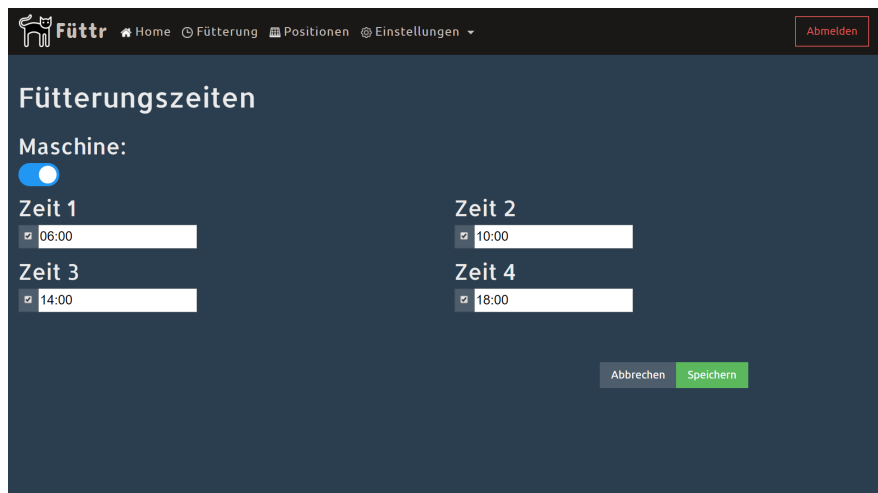 Füttr Home Fütterung Positionen Einstellungen Abmelden
Fütterungszeiten
Maschine:
Zeit 1 Zeit 2
06:00 10:00
Zeit 3 Zeit 4
14:00 18:00
Abbrechen Speichern